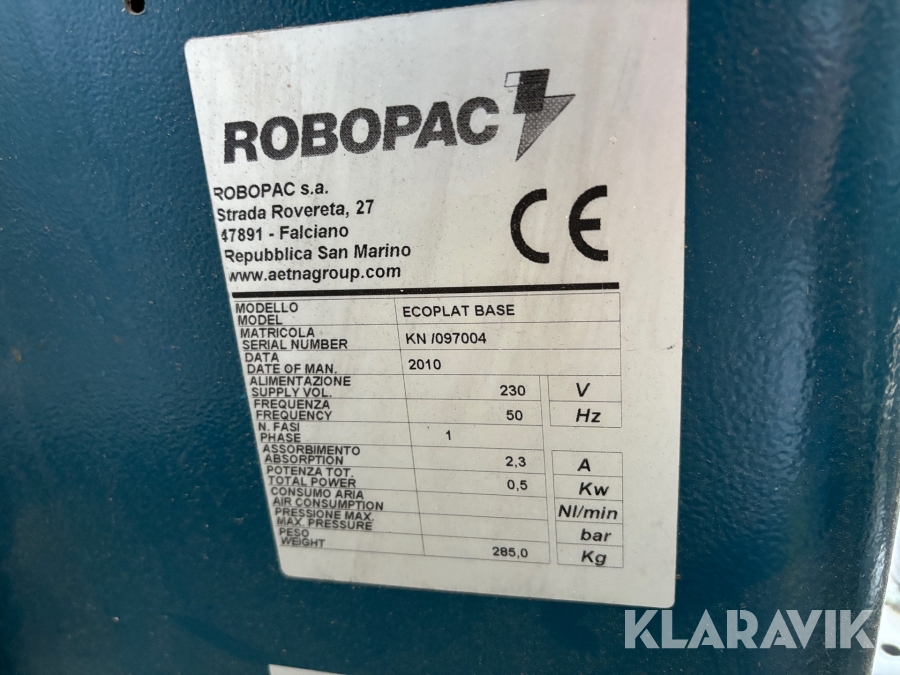 ROBOPAC
ROBOPAC s.a.
Strada Rovereta, 27
47891 - Falciano
Repubblica San Marino
www.aetnagroup.com
CE
MODELLO
MODEL
ECOPLAT BASE
MATRICOLA
SERIAL NUMBER
KN /097004
DATA
DATE OF MAN.
2010
ALIMENTAZIONE
SUPPLY VOL.
230 V
FREQUENZA
FREQUENCY
50 Hz
N. FASI
PHASE
1
ASSORBIMENTO
ABSORPTION
2,3 A
POTENZA TOT.
TOTAL POWER
0,5 Kw
CONSUMO ARIA
AIR CONSUMPTION
Nl/min
PRESSIONE MAX.
MAX. PRESSURE
bar
PESO
WEIGHT
285,0 Kg
KLARAVIK